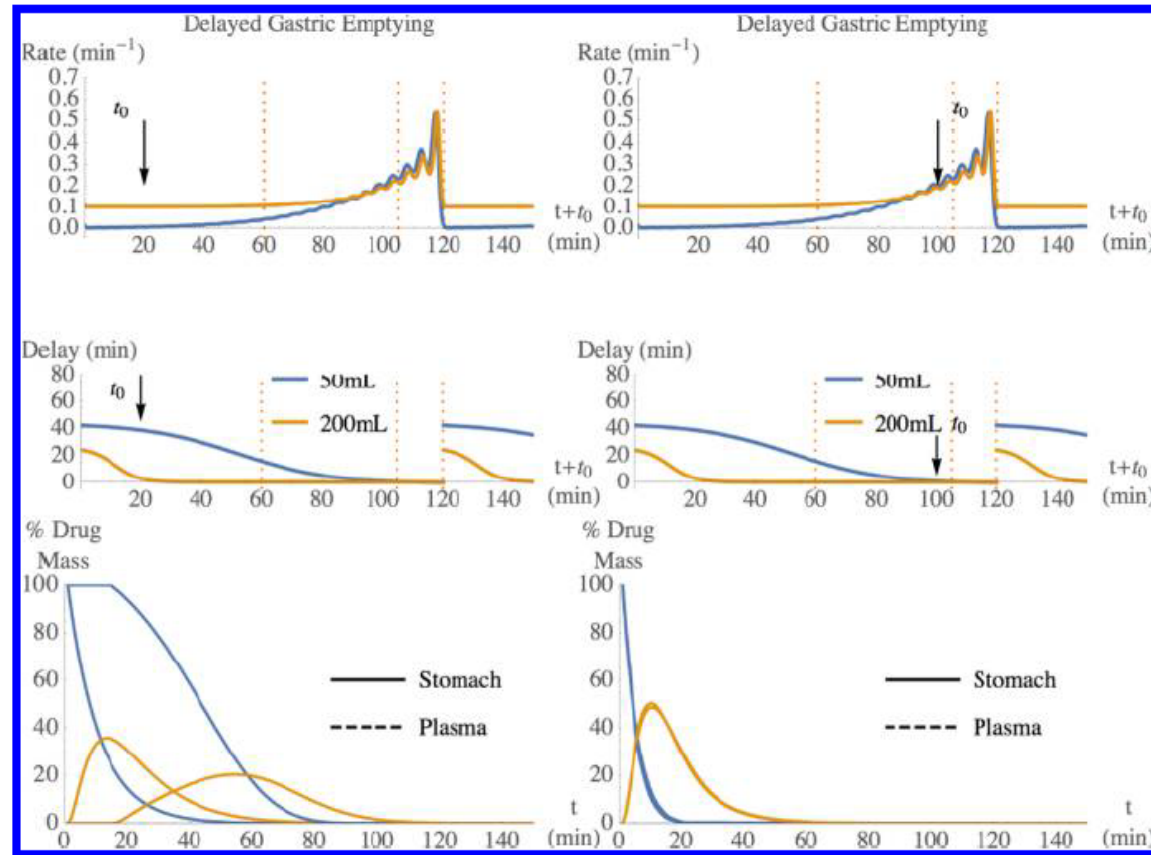 Delayed Gastric Emptying
Rate (min⁻¹)
0.7
0.6
0.5
0.4
0.3
0.2
0.1
0.0
t₀
20 40 60 80 100 120 140
t+t₀
(min)
Delayed Gastric Emptying
Rate (min⁻¹)
0.7
0.6
0.5
0.4
0.3
0.2
0.1
0.0
t₀
20 40 60 80 100 120 140
t+t₀
(min)
Delay (min)
80
60
40
20
0
t₀
50mL
200mL
20 40 60 80 100 120 140
t+t₀
(min)
Delay (min)
80
60
40
20
0
50mL
200mL
t₀
20 40 60 80 100 120 140
t+t₀
(min)
% Drug
Mass
100
80
60
40
20
0
Stomach
Plasma
0 20 40 60 80 100 120 140
t
(min)
% Drug
Mass
100
80
60
40
20
0
Stomach
Plasma
0 20 40 60 80 100 120 140
t
(min)